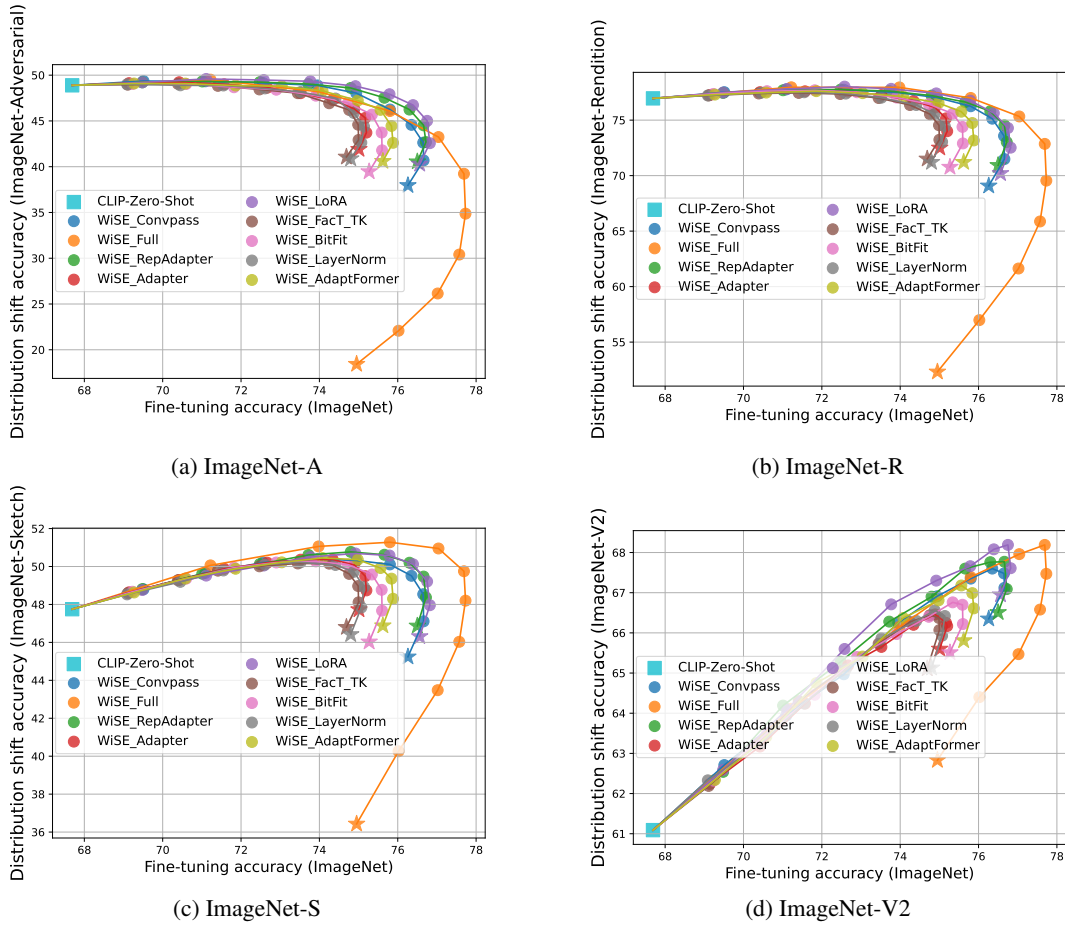 Distribution shift accuracy (ImageNet-Adversarial)
50
45
40
35
30
25
20
CLIP-Zero-Shot
WiSE_Convpass
WiSE_Full
WiSE_RepAdapter
WiSE_Adapter
WiSE_LoRA
WiSE_FacT_TK
WiSE_BitFit
WiSE_LayerNorm
WiSE_AdaptFormer
68 70 72 74 76 78
Fine-tuning accuracy (ImageNet)
(a) ImageNet-A
Distribution shift accuracy (ImageNet-Rendition)
75
70
65
60
55
CLIP-Zero-Shot
WiSE_Convpass
WiSE_Full
WiSE_RepAdapter
WiSE_Adapter
WiSE_LoRA
WiSE_FacT_TK
WiSE_BitFit
WiSE_LayerNorm
WiSE_AdaptFormer
68 70 72 74 76 78
Fine-tuning accuracy (ImageNet)
(b) ImageNet-R
Distribution shift accuracy (ImageNet-Sketch)
52
50
48
46
44
42
40
38
36
CLIP-Zero-Shot
WiSE_Convpass
WiSE_Full
WiSE_RepAdapter
WiSE_Adapter
WiSE_LoRA
WiSE_FacT_TK
WiSE_BitFit
WiSE_LayerNorm
WiSE_AdaptFormer
68 70 72 74 76 78
Fine-tuning accuracy (ImageNet)
(c) ImageNet-S
Distribution shift accuracy (ImageNet-V2)
68
67
66
65
64
63
62
61
CLIP-Zero-Shot
WiSE_Convpass
WiSE_Full
WiSE_RepAdapter
WiSE_Adapter
WiSE_LoRA
WiSE_FacT_TK
WiSE_BitFit
WiSE_LayerNorm
WiSE_AdaptFormer
68 70 72 74 76 78
Fine-tuning accuracy (ImageNet)
(d) ImageNet-V2